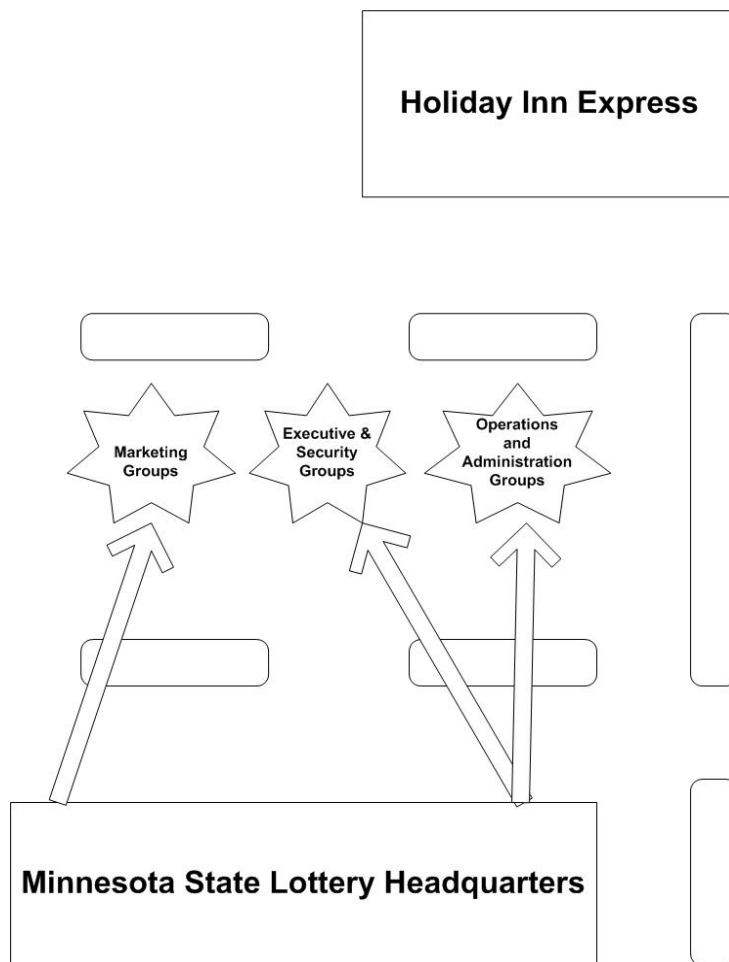 Holiday Inn Express
Marketing
Groups
Executive &
Security
Groups
Operations
and
Administration
Groups
Minnesota State Lottery Headquarters